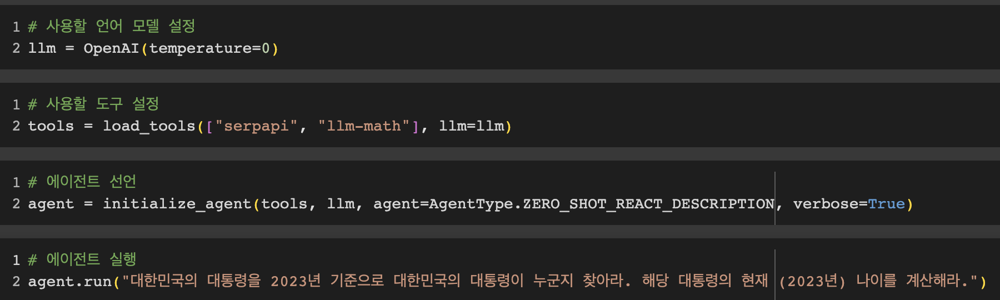 1 # 사용할 언어 모델 설정
2 llm = OpenAI(temperature=0)
1 # 사용할 도구 설정
2 tools = load_tools(["serpapi", "llm-math"], llm=llm)
1 # 에이전트 선언
2 agent = initialize_agent(tools, llm, agent=AgentType.ZERO_SHOT_REACT_DESCRIPTION, verbose=True)
1 # 에이전트 실행
2 agent.run("대한민국의 대통령을 2023년 기준으로 대한민국의 대통령이 누군지 찾아라. 해당 대통령의 현재 (2023년) 나이를 계산해라.")